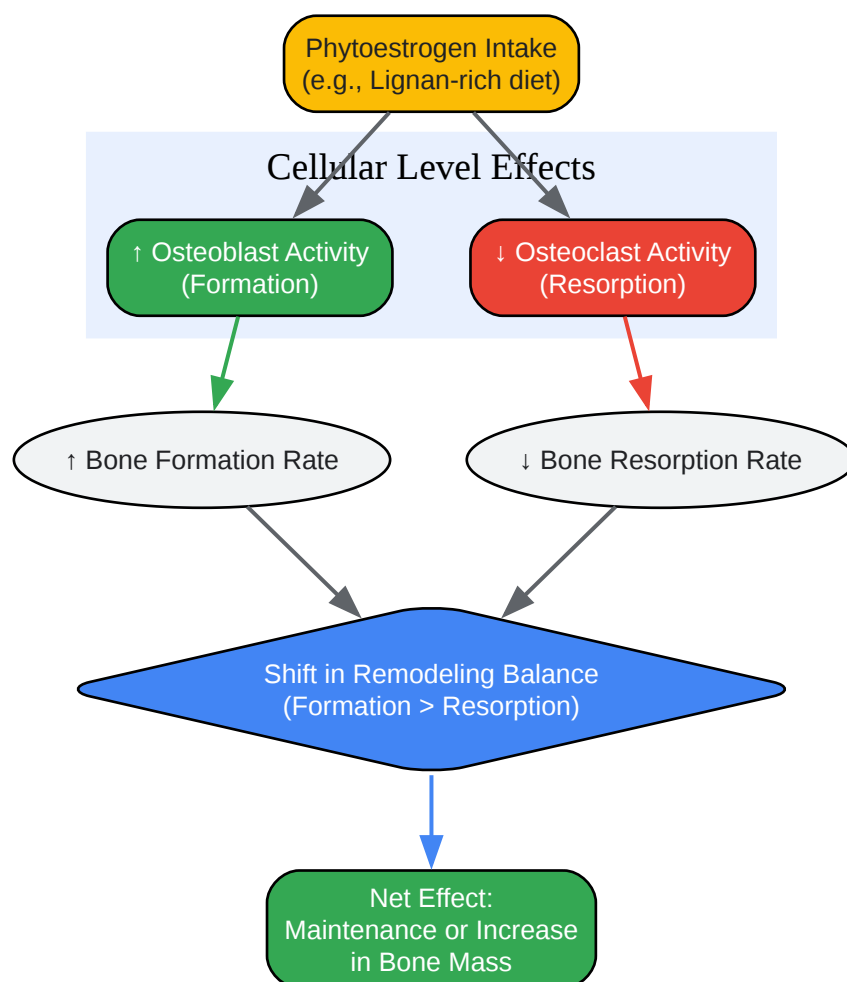 Phytoestrogen Intake
(e.g., Lignan-rich diet)
Cellular Level Effects
↑ Osteoblast Activity
(Formation)
↓ Osteoclast Activity
(Resorption)
↑ Bone Formation Rate
↓ Bone Resorption Rate
Shift in Remodeling Balance
(Formation > Resorption)
Net Effect:
Maintenance or Increase
in Bone Mass